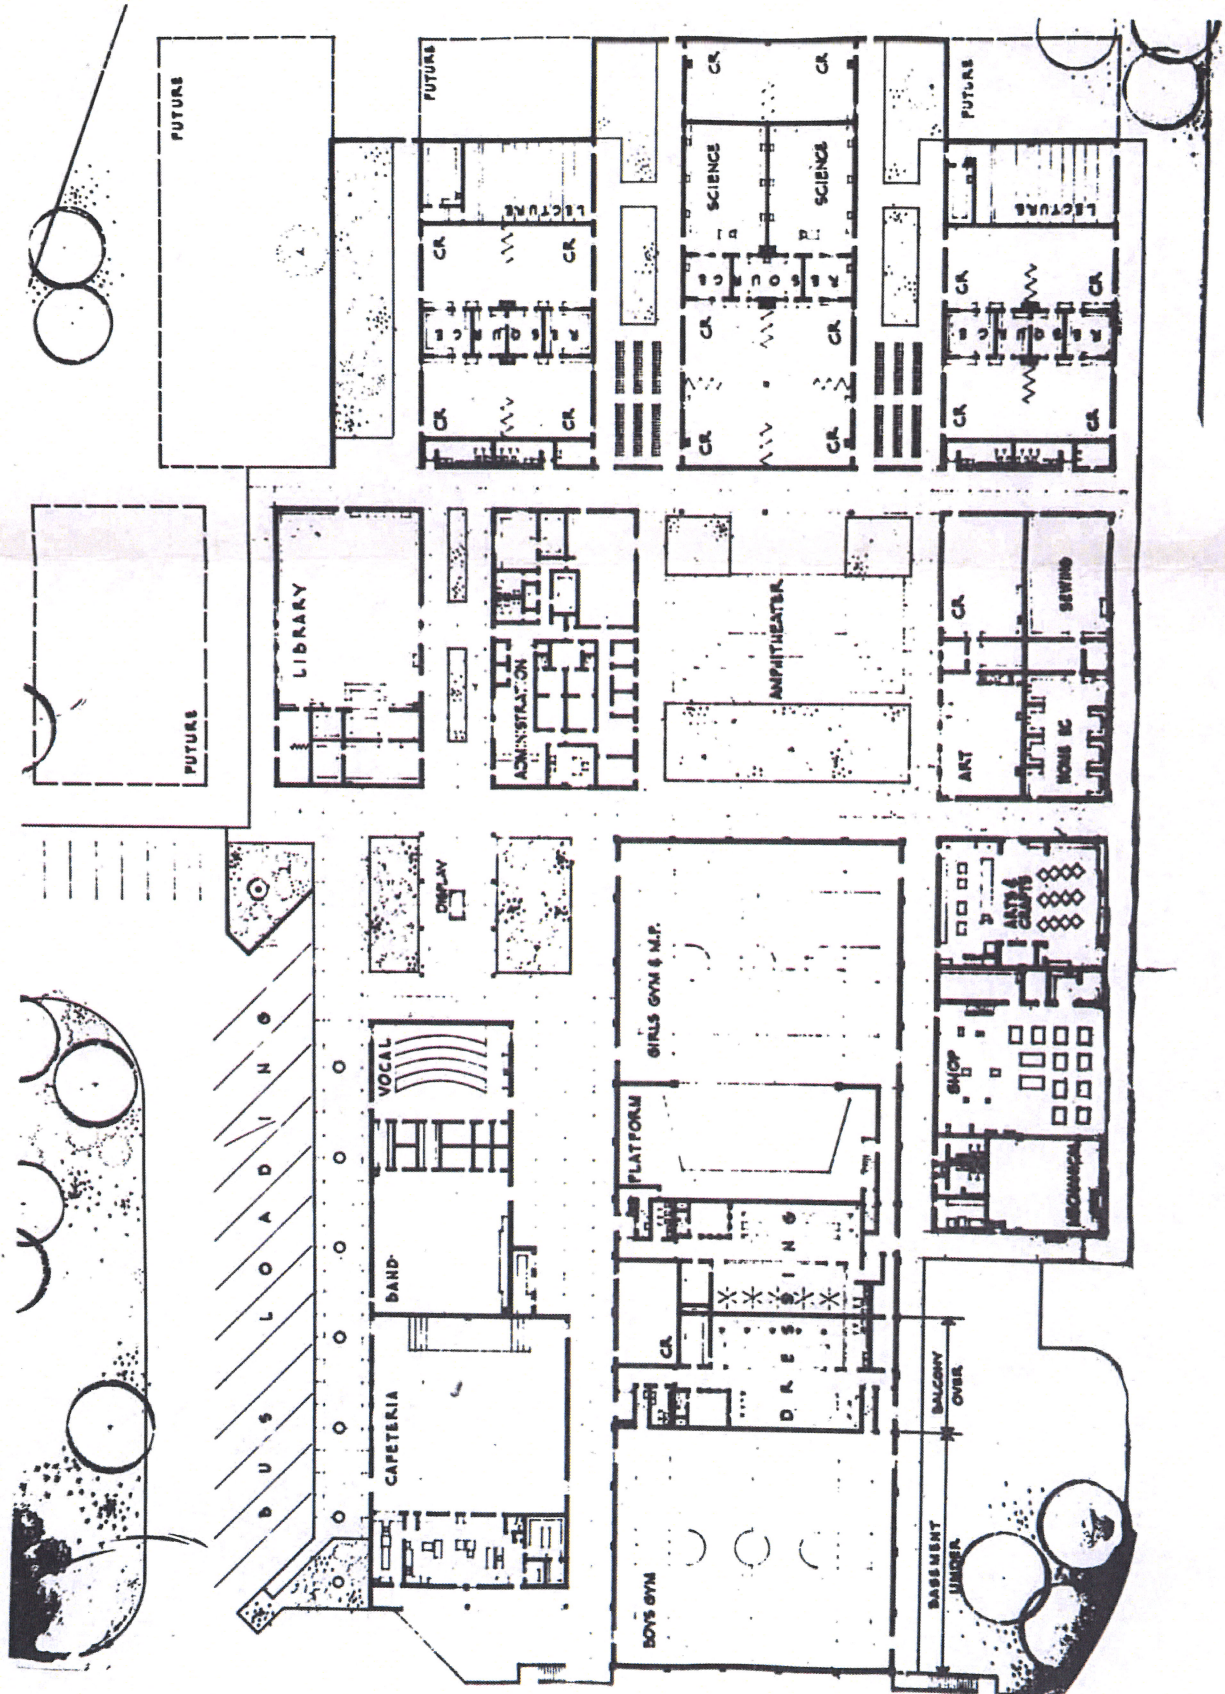 FUTURE
FUTURE
FUTURE
FUTURE
CR
CR
SCIENCE
SCIENCE
LECTURE
LECTURE
CR
CR
CR
CR
RESOURCE
RESOURCE
RESOURCE
CR
CR
CR
CR
CR
CR
CR
CR
LIBRARY
ADMINISTRATION
AMPHITHEATER
CR
SEWING
ART
HOME EC
DISPLAY
GIRLS GYM & M.P.
ARTS & CRAFTS
SHOP
MECHANICAL
VOCAL
PLATFORM
BAND
BUS LOADING
CAFETERIA
CR
DRESSING
BOYS GYM
BALCONY
OVER
BASEMENT
UNDER